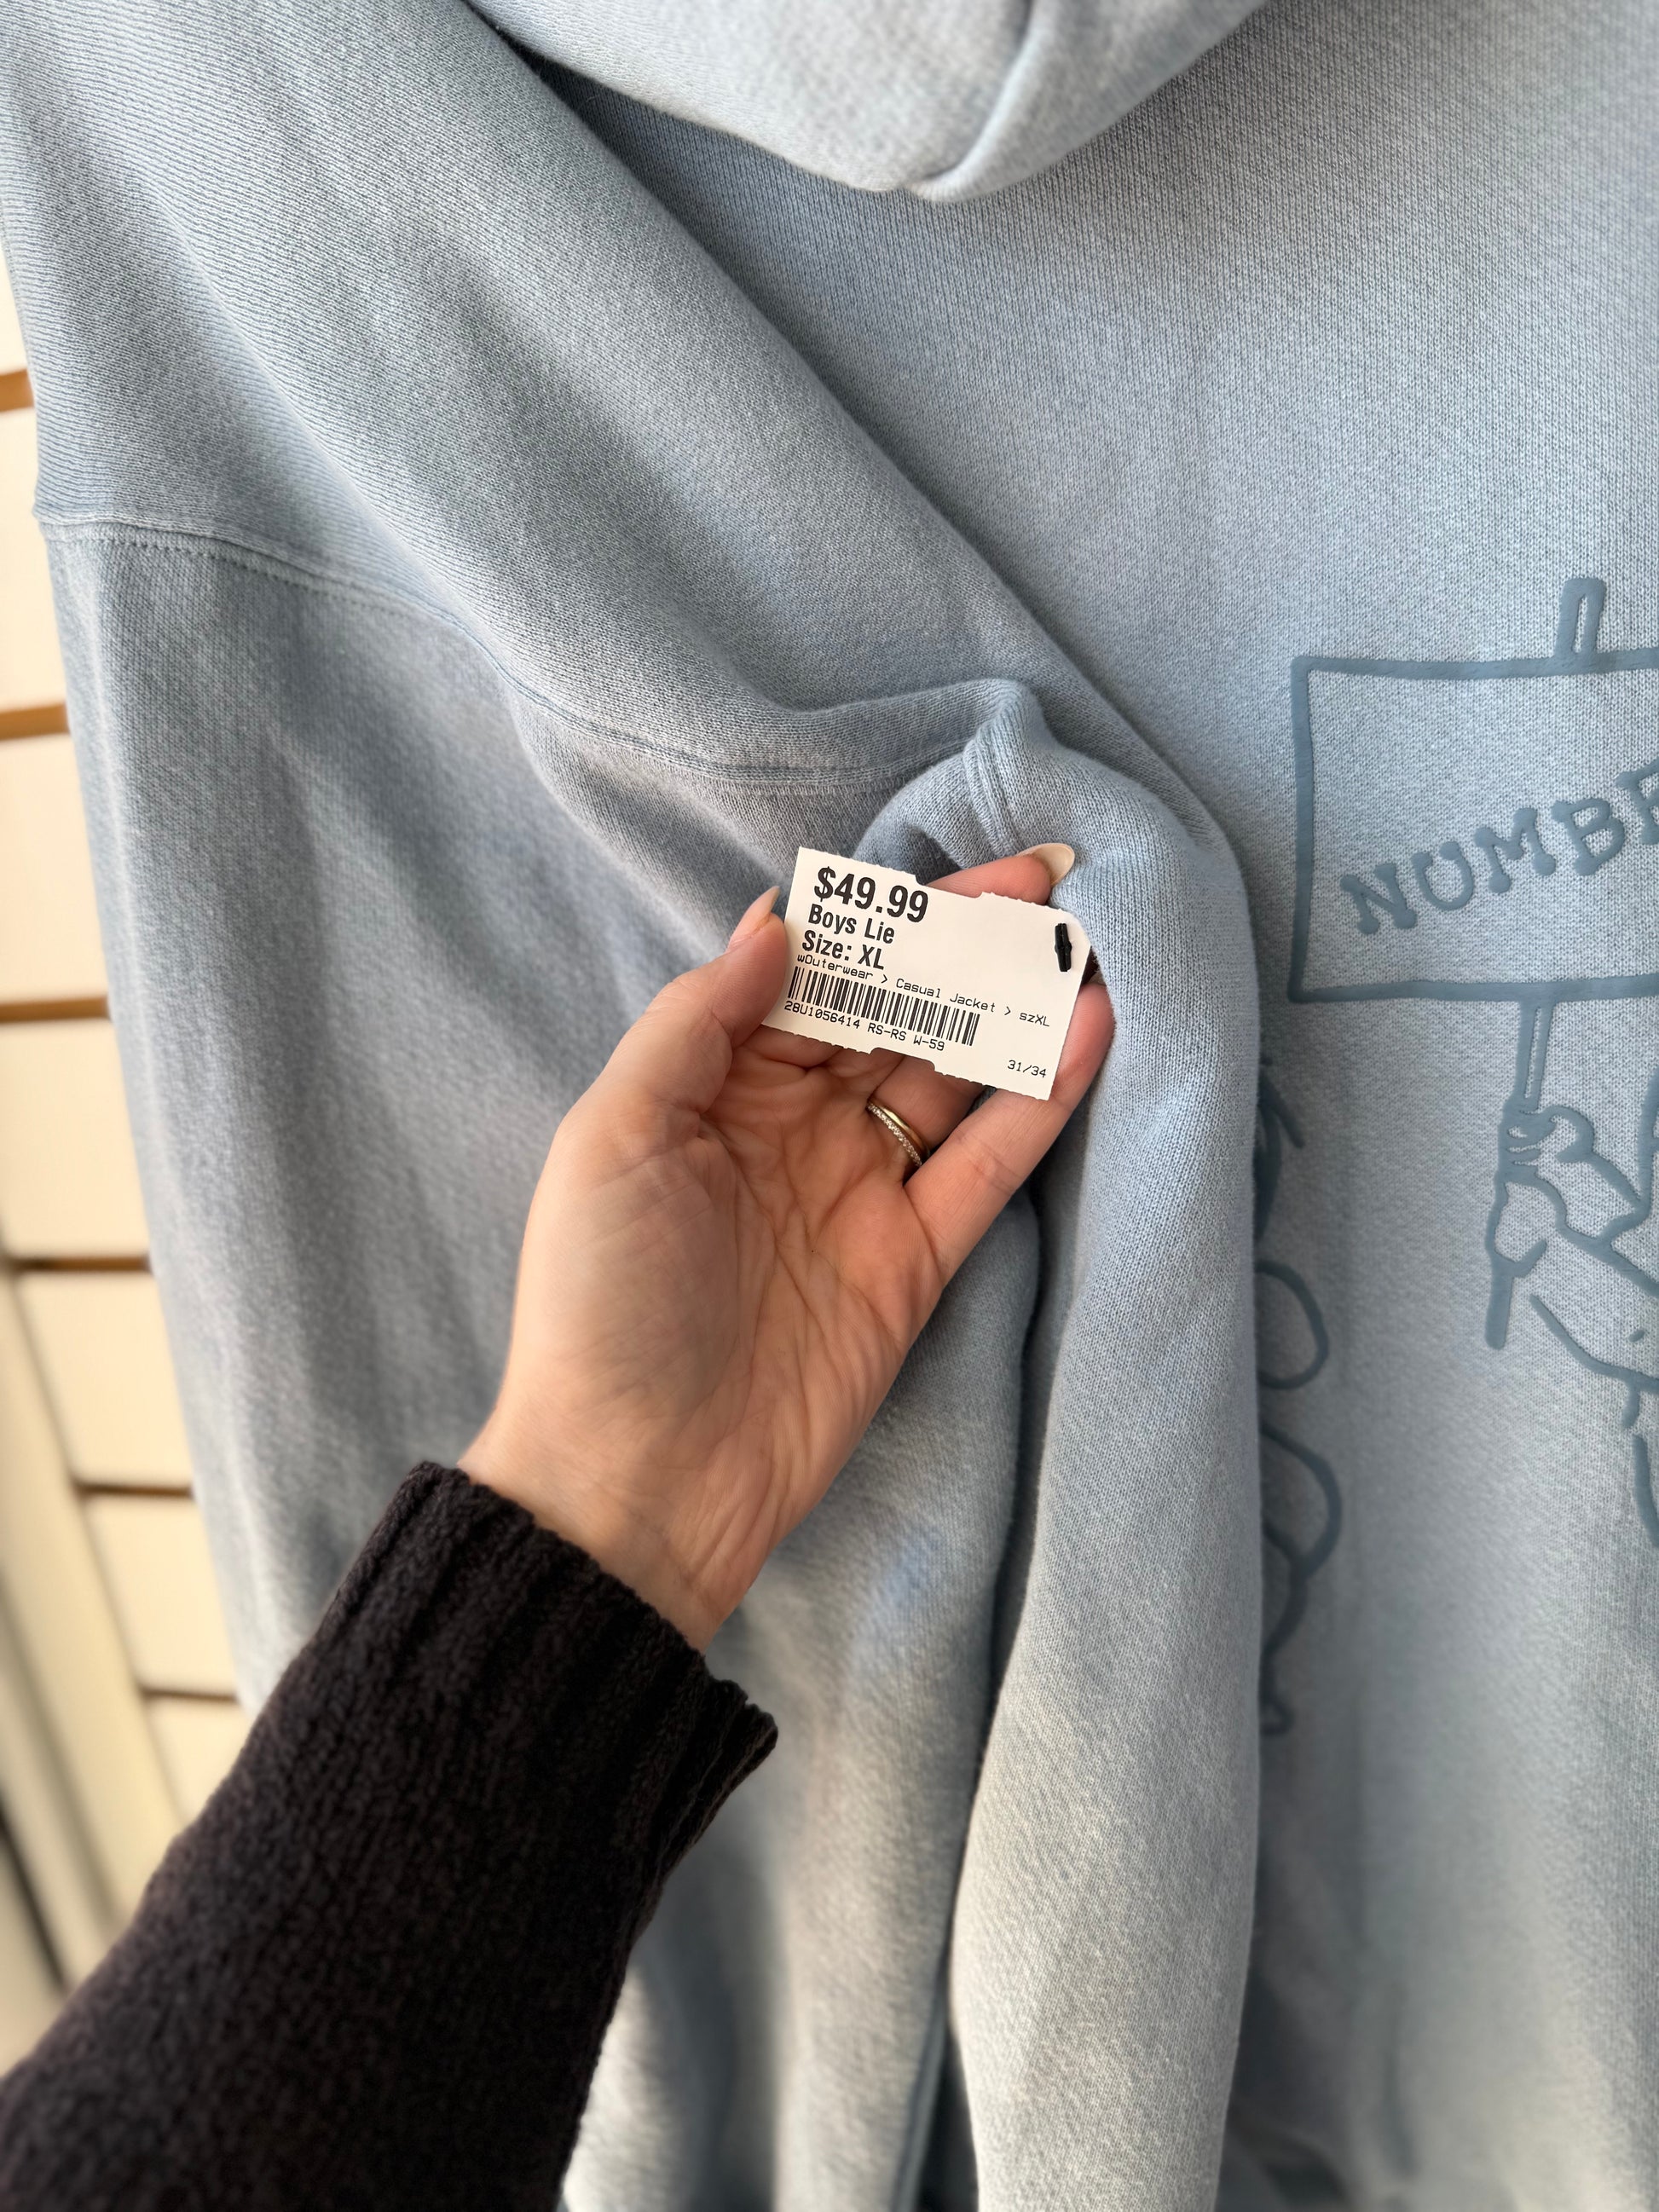 $49.99
Boys Lie
Size: XL
wOuterwear > Casual Jacket > szXL
28U1056414 RS-RS W-59
31/34
NUMBE